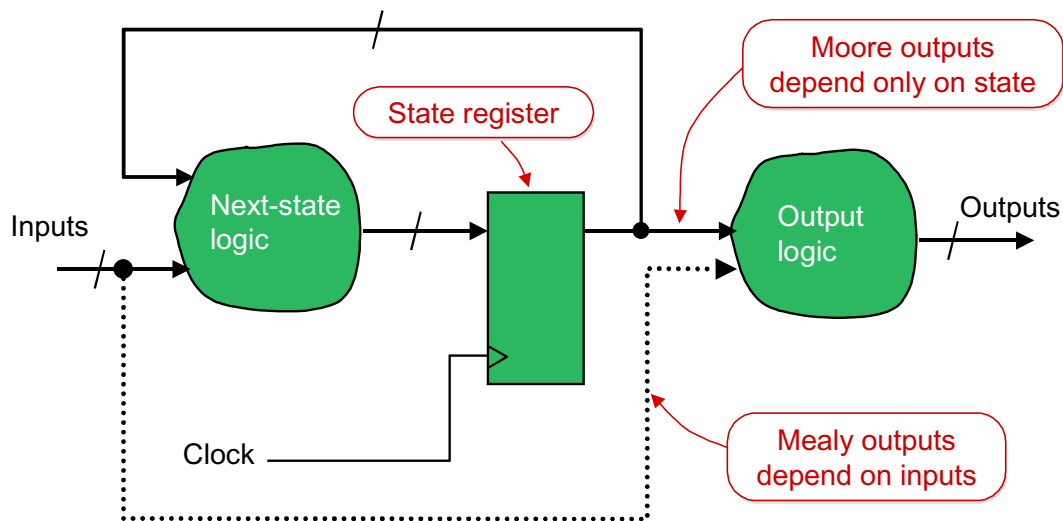 Moore outputs
depend only on state
State register
Next-state
logic
Inputs
Output
logic
Outputs
Clock
Mealy outputs
depend on inputs